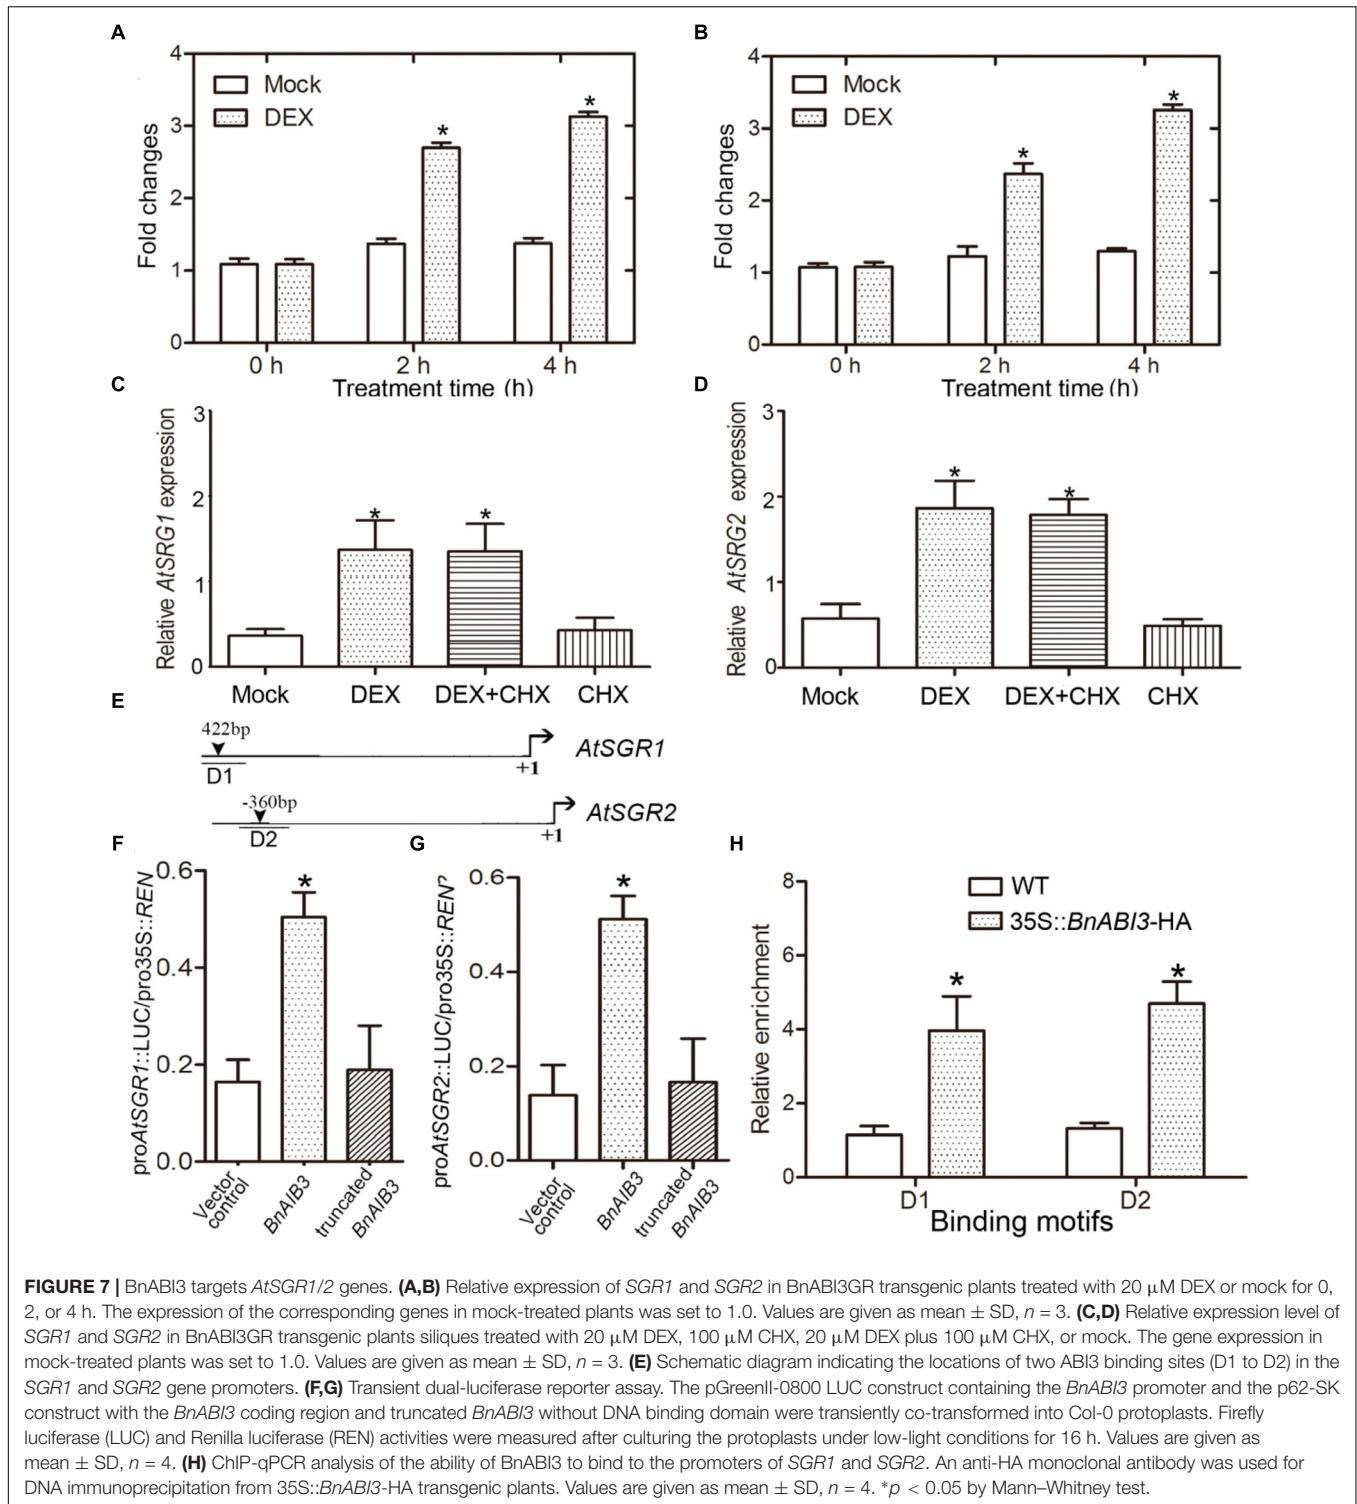 A
4
3
2
1
0
Fold changes
Mock
DEX
*
*
0 h
2 h
4 h
Treatment time (h)
B
4
3
2
1
0
Fold changes
Mock
DEX
*
*
0 h
2 h
4 h
Treatment time (h)
C
3
2
1
0
Relative AtSRG1 expression
*
*
Mock
DEX
DEX+CHX
CHX
D
3
2
1
0
Relative AtSRG2 expression
*
*
Mock
DEX
DEX+CHX
CHX
E
422bp
D1
+1
AtSGR1
-360bp
D2
+1
AtSGR2
F
0.6
0.4
0.2
0.0
proAtSGR1::LUC/pro35S::REN
*
Vector
control
BnAIB3
truncated
BnAIB3
G
0.6
0.4
0.2
0.0
proAtSGR2::LUC/pro35S::REN?
*
Vector
control
BnAIB3
truncated
BnAIB3
H
8
6
4
2
0
Relative enrichment
WT
35S::BnABI3-HA
*
*
D1
D2
Binding motifs
FIGURE 7 | BnABI3 targets AtSGR1/2 genes. (A,B) Relative expression of SGR1 and SGR2 in BnABI3GR transgenic plants treated with 20 μM DEX or mock for 0,
2, or 4 h. The expression of the corresponding genes in mock-treated plants was set to 1.0. Values are given as mean ± SD, n = 3. (C,D) Relative expression level of
SGR1 and SGR2 in BnABI3GR transgenic plants siliques treated with 20 μM DEX, 100 μM CHX, 20 μM DEX plus 100 μM CHX, or mock. The gene expression in
mock-treated plants was set to 1.0. Values are given as mean ± SD, n = 3. (E) Schematic diagram indicating the locations of two ABI3 binding sites (D1 to D2) in the
SGR1 and SGR2 gene promoters. (F,G) Transient dual-luciferase reporter assay. The pGreenII-0800 LUC construct containing the BnABI3 promoter and the p62-SK
construct with the BnABI3 coding region and truncated BnABI3 without DNA binding domain were transiently co-transformed into Col-0 protoplasts. Firefly
luciferase (LUC) and Renilla luciferase (REN) activities were measured after culturing the protoplasts under low-light conditions for 16 h. Values are given as
mean ± SD, n = 4. (H) ChIP-qPCR analysis of the ability of BnABI3 to bind to the promoters of SGR1 and SGR2. An anti-HA monoclonal antibody was used for
DNA immunoprecipitation from 35S::BnABI3-HA transgenic plants. Values are given as mean ± SD, n = 4. *p < 0.05 by Mann–Whitney test.